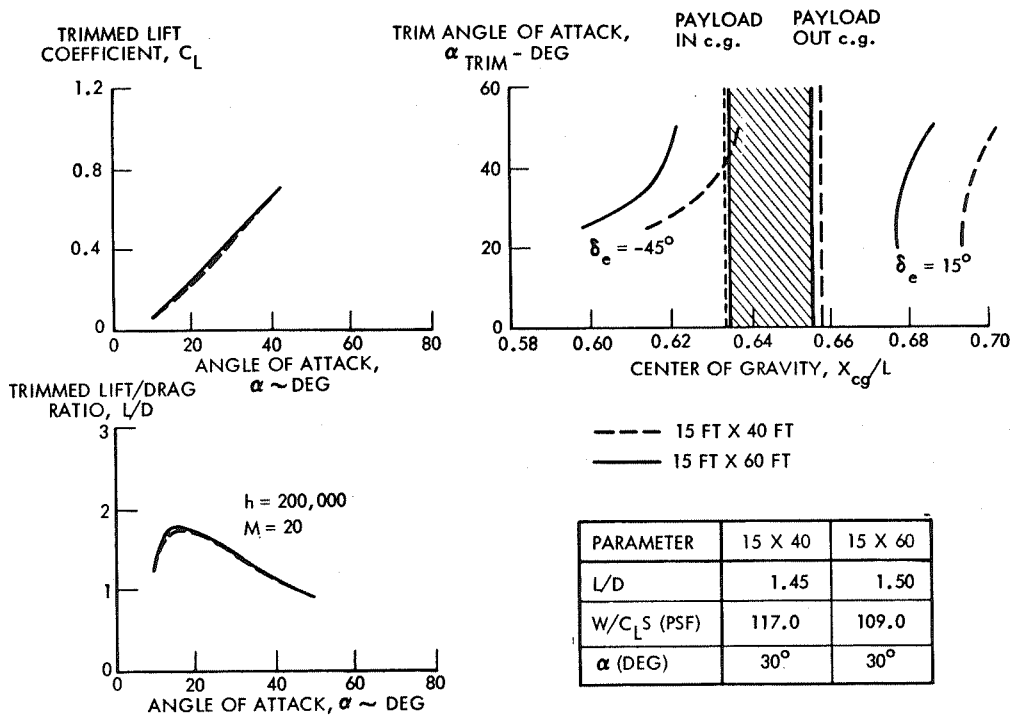 TRIMMED LIFT
COEFFICIENT, C_L
1.2
0.8
0.4
0
0 20 40 60 80
ANGLE OF ATTACK,
α ~ DEG
TRIM ANGLE OF ATTACK,
α TRIM - DEG
PAYLOAD
IN c.g.
PAYLOAD
OUT c.g.
60
40
20
0
δ_e = -45°
δ_e = 15°
0.58 0.60 0.62 0.64 0.66 0.68 0.70
CENTER OF GRAVITY, X_cg/L
TRIMMED LIFT/DRAG
RATIO, L/D
3
2
1
0
h = 200,000
M = 20
0 20 40 60 80
ANGLE OF ATTACK, α ~ DEG
15 FT X 40 FT
15 FT X 60 FT
PARAMETER 15 X 40 15 X 60
L/D 1.45 1.50
W/C_LS (PSF) 117.0 109.0
α (DEG) 30° 30°